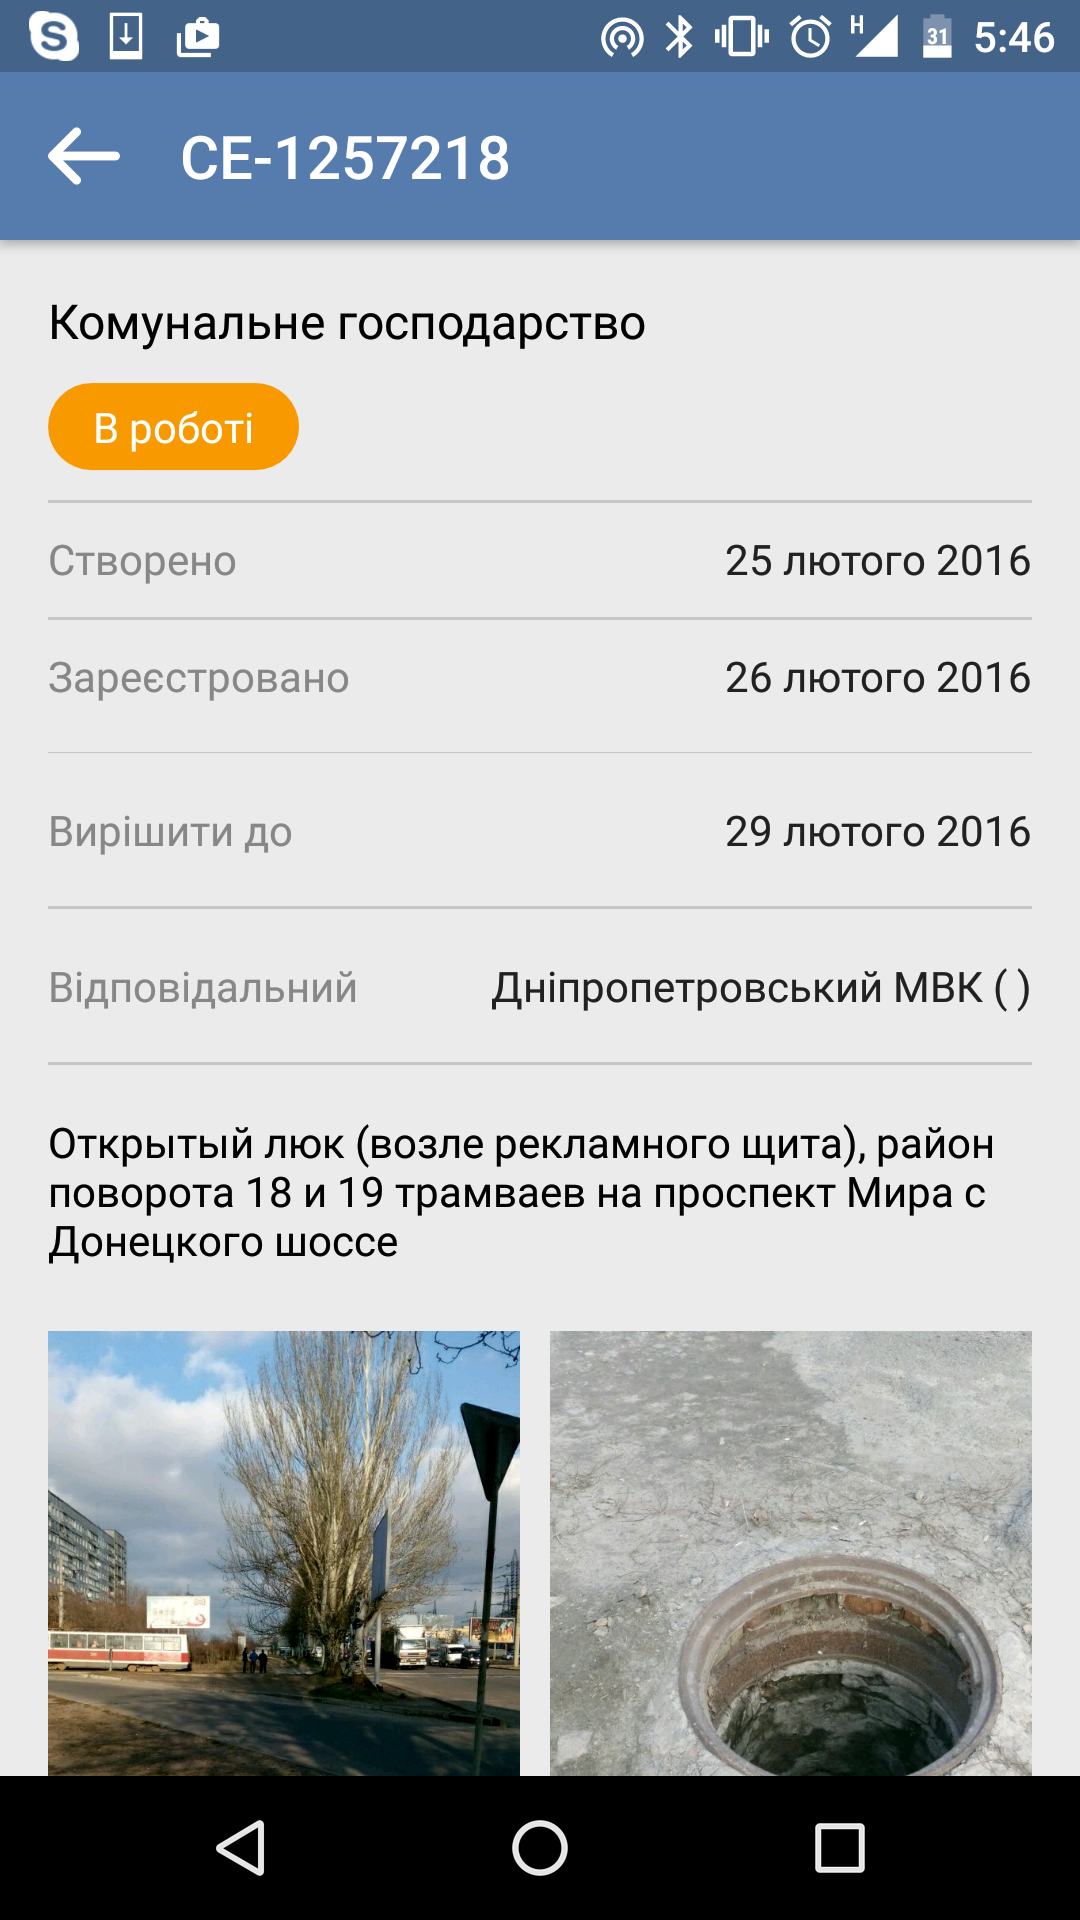 31
5:46
CE-1257218
Комунальне господарство
В роботі
Створено 25 лютого 2016
Зареєстровано 26 лютого 2016
Вирішити до 29 лютого 2016
Відповідальний Дніпропетровський МВК ( )
Открытый люк (возле рекламного щита), район
поворота 18 и 19 трамваев на проспект Мира с
Донецкого шоссе